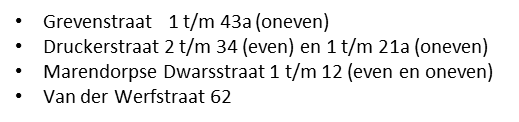 • Grevenstraat 1 t/m 43a (oneven)
• Druckerstraat 2 t/m 34 (even) en 1 t/m 21a (oneven)
• Marendorpse Dwarsstraat 1 t/m 12 (even en oneven)
• Van der Werfstraat 62